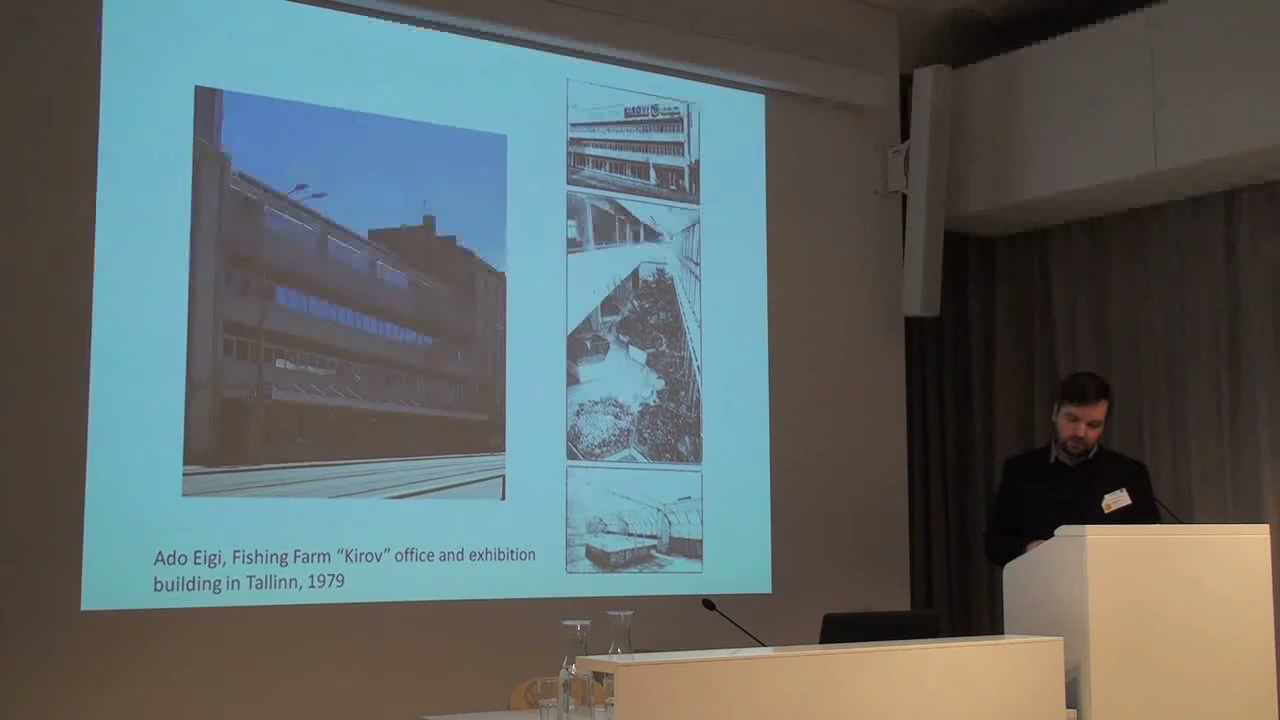 Ado Eigi, Fishing Farm “Kirov” office and exhibition
building in Tallinn, 1979